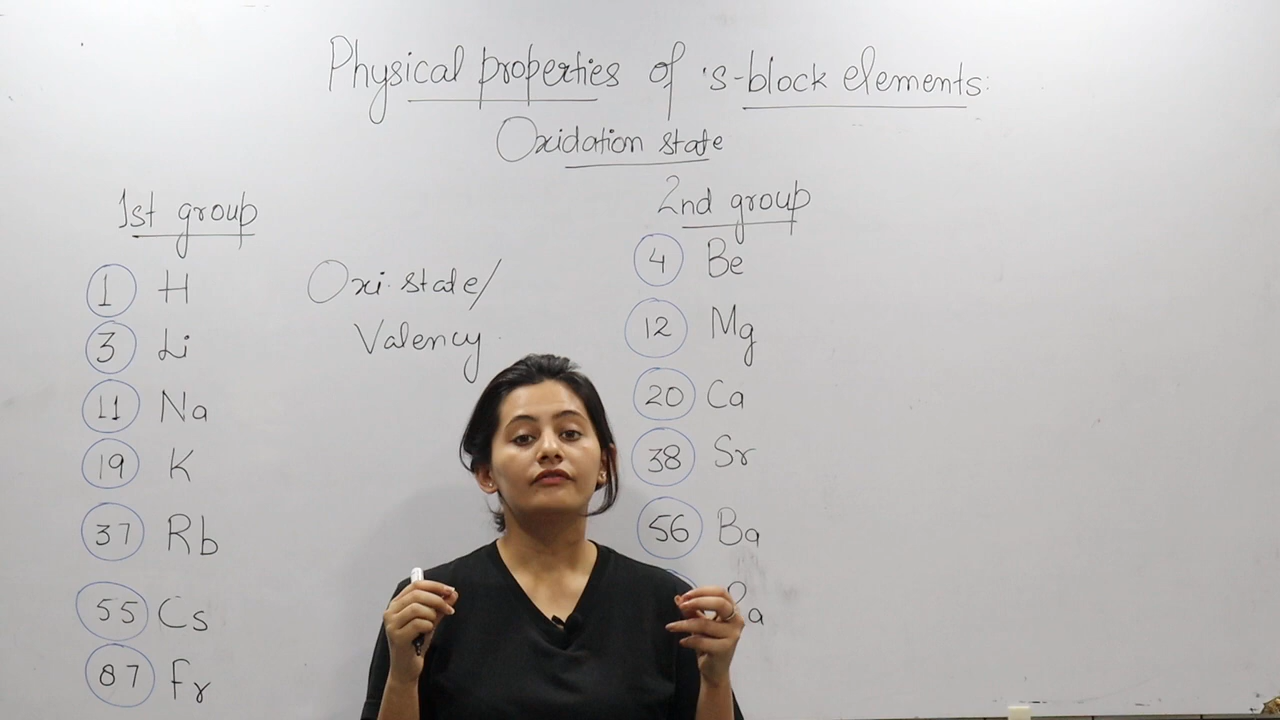 Physical properties of s-block elements:
Oxidation state
1st group
1 H
3 Li
11 Na
19 K
37 Rb
55 Cs
87 Fr
Oxi. state/
Valency
2nd group
4 Be
12 Mg
20 Ca
38 Sr
56 Ba